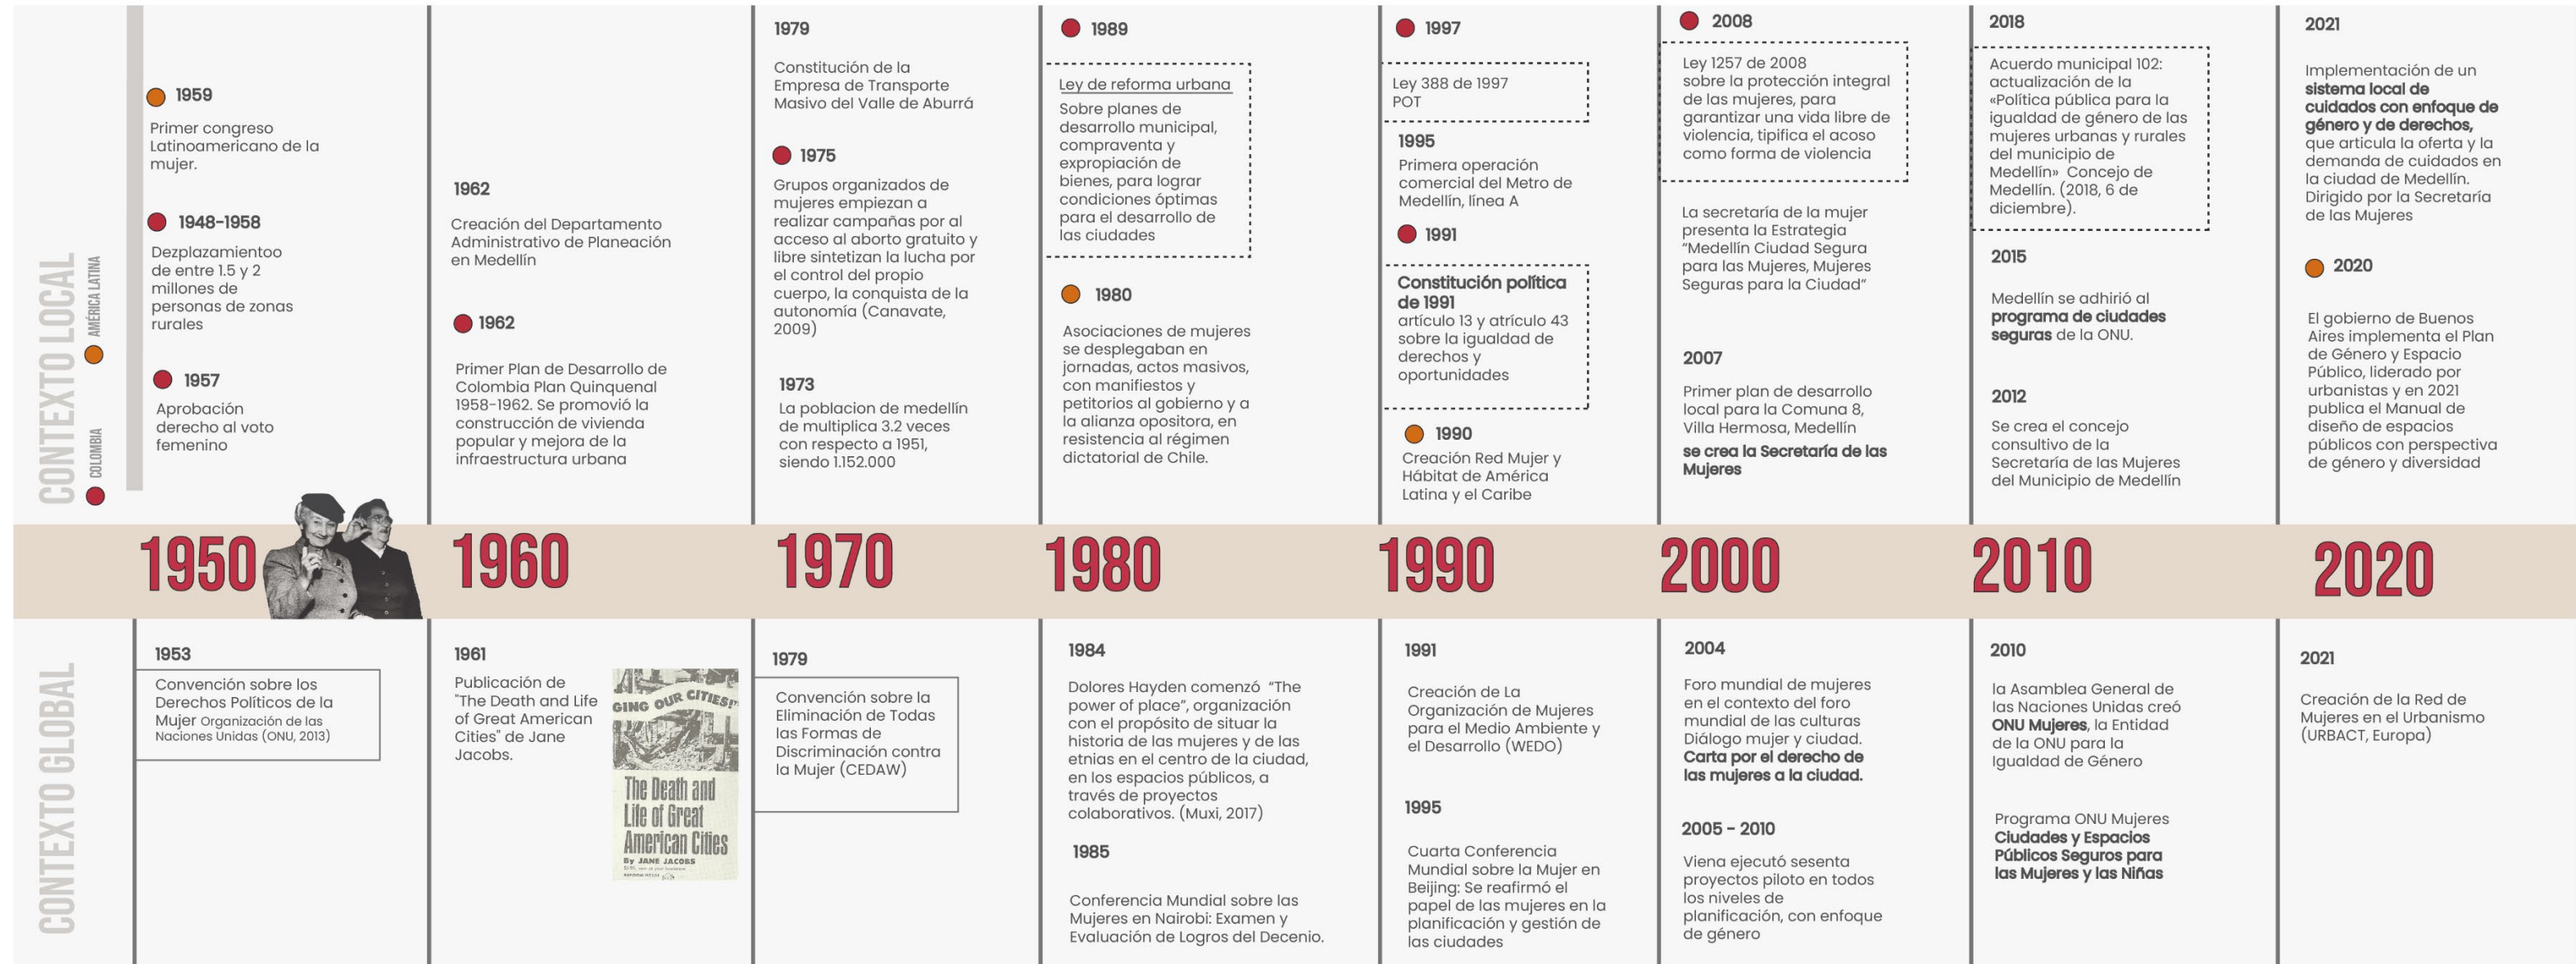 CONTEXTO LOCAL
COLOMBIA
AMÉRICA LATINA
1959
Primer congreso
Latinoamericano de la
mujer.
1948-1958
Dezplazamientoo
de entre 1.5 y 2
millones de
personas de zonas
rurales
1957
Aprobación
derecho al voto
femenino
1962
Creación del Departamento
Administrativo de Planeación
en Medellín
1962
Primer Plan de Desarrollo de
Colombia Plan Quinquenal
1958-1962. Se promovió la
construcción de vivienda
popular y mejora de la
infraestructura urbana
1979
Constitución de la
Empresa de Transporte
Masivo del Valle de Aburrá
1975
Grupos organizados de
mujeres empiezan a
realizar campañas por al
acceso al aborto gratuito y
libre sintetizan la lucha por
el control del propio
cuerpo, la conquista de la
autonomía (Canavate,
2009)
1973
La poblacion de medellín
de multiplica 3.2 veces
con respecto a 1951,
siendo 1.152.000
1989
Ley de reforma urbana
Sobre planes de
desarrollo municipal,
compraventa y
expropiación de
bienes, para lograr
condiciones óptimas
para el desarrollo de
las ciudades
1980
Asociaciones de mujeres
se desplegaban en
jornadas, actos masivos,
con manifiestos y
petitorios al gobierno y a
la alianza opositora, en
resistencia al régimen
dictatorial de Chile.
1997
Ley 388 de 1997
POT
1995
Primera operación
comercial del Metro de
Medellín, línea A
1991
Constitución política
de 1991
artículo 13 y atrículo 43
sobre la igualdad de
derechos y
oportunidades
1990
Creación Red Mujer y
Hábitat de América
Latina y el Caribe
2008
Ley 1257 de 2008
sobre la protección integral
de las mujeres, para
garantizar una vida libre de
violencia, tipifica el acoso
como forma de violencia
La secretaría de la mujer
presenta la Estrategia
“Medellín Ciudad Segura
para las Mujeres, Mujeres
Seguras para la Ciudad”
2007
Primer plan de desarrollo
local para la Comuna 8,
Villa Hermosa, Medellín
se crea la Secretaría de las
Mujeres
2018
Acuerdo municipal 102:
actualización de la
«Política pública para la
igualdad de género de las
mujeres urbanas y rurales
del municipio de
Medellín» Concejo de
Medellín. (2018, 6 de
diciembre).
2015
Medellín se adhirió al
programa de ciudades
seguras de la ONU.
2012
Se crea el concejo
consultivo de la
Secretaría de las Mujeres
del Municipio de Medellín
2021
Implementación de un
sistema local de
cuidados con enfoque de
género y de derechos,
que articula la oferta y la
demanda de cuidados en
la ciudad de Medellín.
Dirigido por la Secretaría
de las Mujeres
2020
El gobierno de Buenos
Aires implementa el Plan
de Género y Espacio
Público, liderado por
urbanistas y en 2021
publica el Manual de
diseño de espacios
públicos con perspectiva
de género y diversidad
1950
1960
1970
1980
1990
2000
2010
2020
CONTEXTO GLOBAL
1953
Convención sobre los
Derechos Políticos de la
Mujer Organización de las
Naciones Unidas (ONU, 2013)
1961
Publicación de
"The Death and Life
of Great American
Cities" de Jane
Jacobs.
GING OUR CITIES!"
The Death and
Life of Great
American Cities
By JANE JACOBS
1979
Convención sobre la
Eliminación de Todas
las Formas de
Discriminación contra
la Mujer (CEDAW)
1984
Dolores Hayden comenzó “The
power of place”, organización
con el propósito de situar la
historia de las mujeres y de las
etnias en el centro de la ciudad,
en los espacios públicos, a
través de proyectos
colaborativos. (Muxi, 2017)
1985
Conferencia Mundial sobre las
Mujeres en Nairobi: Examen y
Evaluación de Logros del Decenio.
1991
Creación de La
Organización de Mujeres
para el Medio Ambiente y
el Desarrollo (WEDO)
1995
Cuarta Conferencia
Mundial sobre la Mujer en
Beijing: Se reafirmó el
papel de las mujeres en la
planificación y gestión de
las ciudades
2004
Foro mundial de mujeres
en el contexto del foro
mundial de las culturas
Diálogo mujer y ciudad.
Carta por el derecho de
las mujeres a la ciudad.
2005 - 2010
Viena ejecutó sesenta
proyectos piloto en todos
los niveles de
planificación, con enfoque
de género
2010
la Asamblea General de
las Naciones Unidas creó
ONU Mujeres, la Entidad
de la ONU para la
Igualdad de Género
Programa ONU Mujeres
Ciudades y Espacios
Públicos Seguros para
las Mujeres y las Niñas
2021
Creación de la Red de
Mujeres en el Urbanismo
(URBACT, Europa)